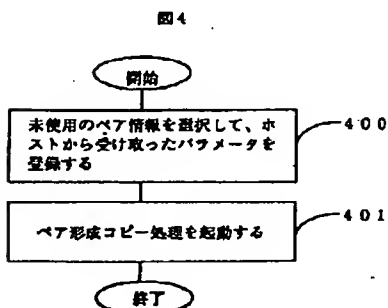 図4
開始
未使用のペア情報を選択して、ホ
ストから受け取ったパラメータを
登録する
400
ペア形成コピー処理を起動する
401
終了